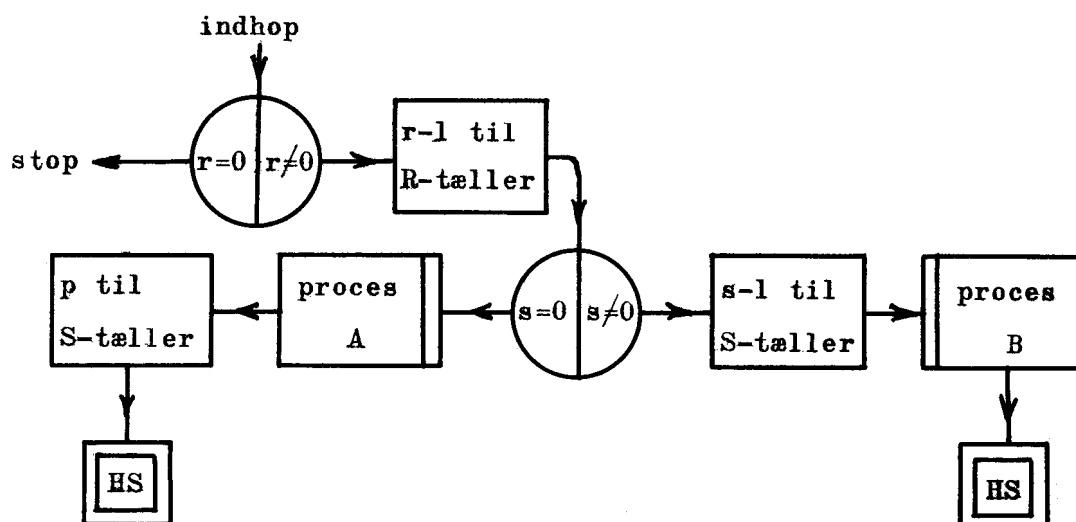 indhop
stop
r=0
r≠0
r-1 til
R-tæller
p til
S-tæller
proces
A
s=0
s≠0
s-1 til
S-tæller
proces
B
HS
HS